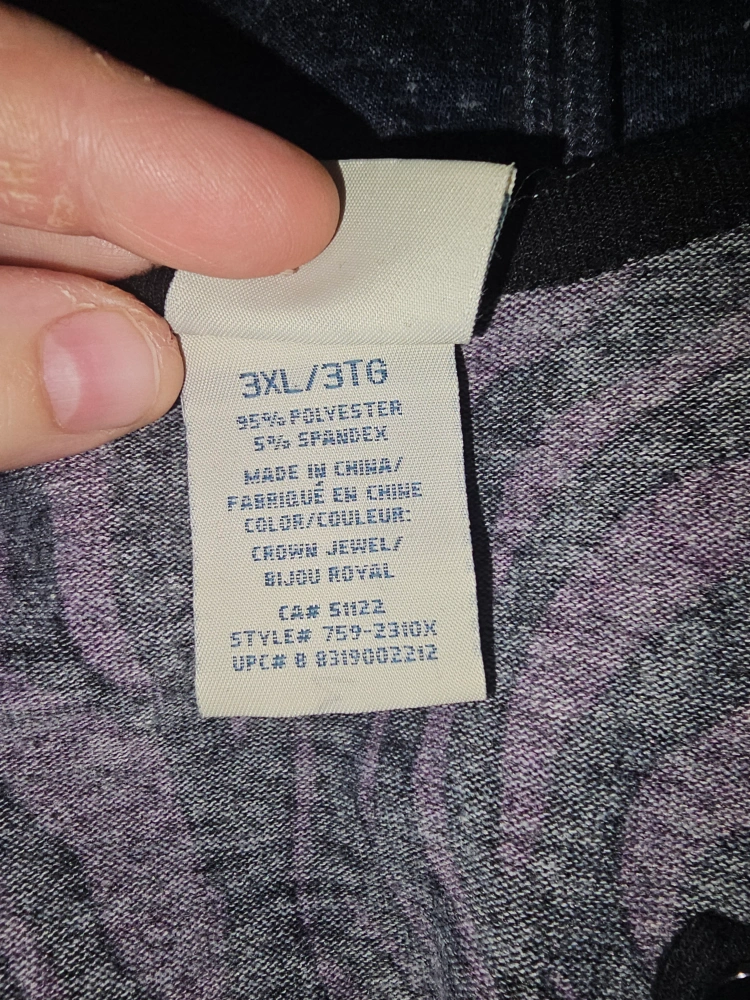 3XL/3TG
95% POLYESTER
5% SPANDEX
MADE IN CHINA/
FABRIQUÉ EN CHINE
COLOR/COULEUR:
CROWN JEWEL/
BIJOU ROYAL
CA# 51122
STYLE# 759-2310X
UPC# 8 8319002212